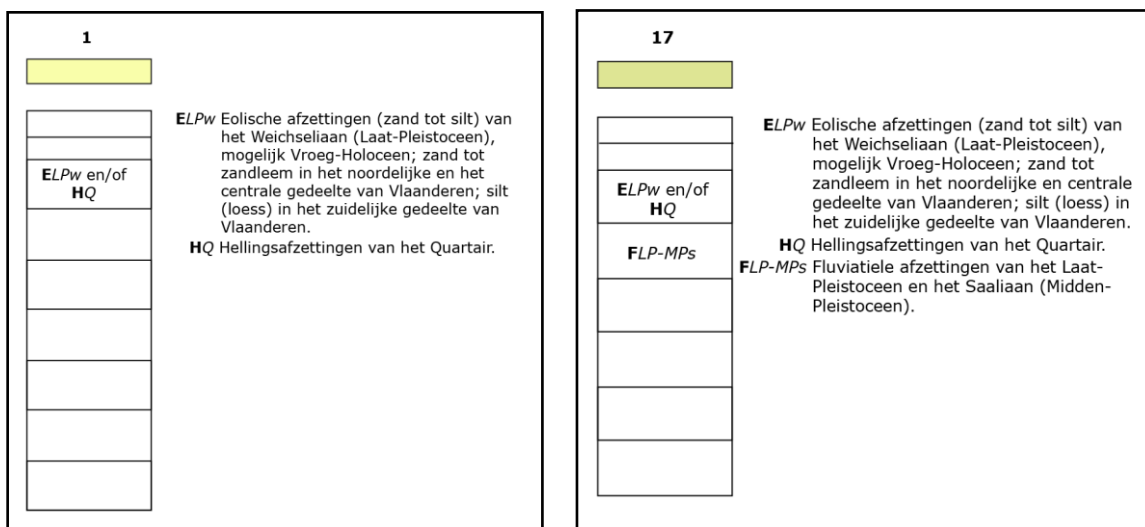 1
ELPw en/of
HQ
ELPw Eolische afzettingen (zand tot silt) van
het Weichseliaan (Laat-Pleistoceen),
mogelijk Vroeg-Holoceen; zand tot
zandleem in het noordelijke en het
centrale gedeelte van Vlaanderen; silt
(loess) in het zuidelijke gedeelte van
Vlaanderen.
HQ Hellingsafzettingen van het Quartair.
17
ELPw en/of
HQ
FLP-MPs
ELPw Eolische afzettingen (zand tot silt) van
het Weichseliaan (Laat-Pleistoceen),
mogelijk Vroeg-Holoceen; zand tot
zandleem in het noordelijke en centrale
gedeelte van Vlaanderen; silt (loess) in
het zuidelijke gedeelte van Vlaanderen.
HQ Hellingsafzettingen van het Quartair.
FLP-MPs Fluviatiele afzettingen van het Laat-
Pleistoceen en het Saaliaan (Midden-
Pleistoceen).